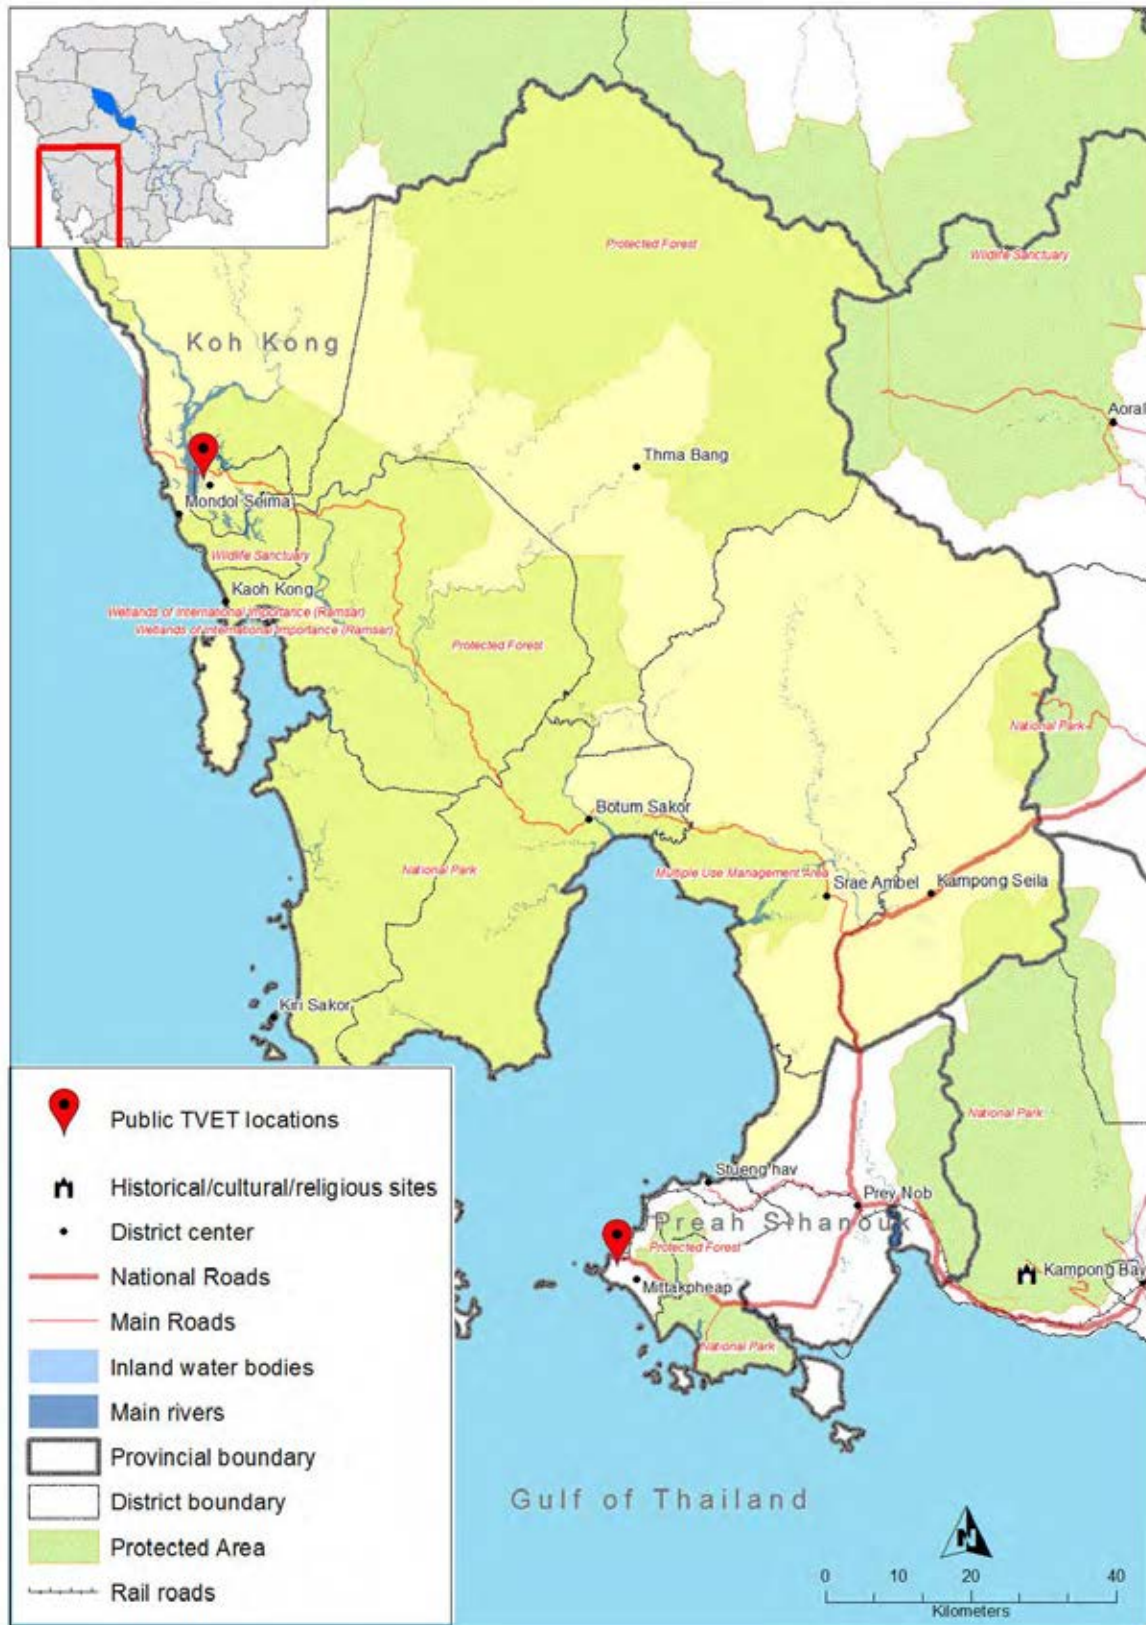 Protected Forest
Wildlife Sanctuary
Koh Kong
Aoral
Thma Bang
Mondol Seima
Wildlife Sanctuary
Kaoh Kong
Wetlands of International Importance (Ramsar)
Wetlands of International Importance (Ramsar)
Protected Forest
National Park
Botum Sakor
National Park
Multiple Use Management Area
Srae Ambel
Kampong Seila
Kiri Sakor
National Park
Stueng hav
Prey Nob
Preah Sihanouk
Protected Forest
Kampong Bay
Mittakpheap
National Park
Gulf of Thailand
N
0 10 20 40
Kilometers
Public TVET locations
Historical/cultural/religious sites
District center
National Roads
Main Roads
Inland water bodies
Main rivers
Provincial boundary
District boundary
Protected Area
Rail roads